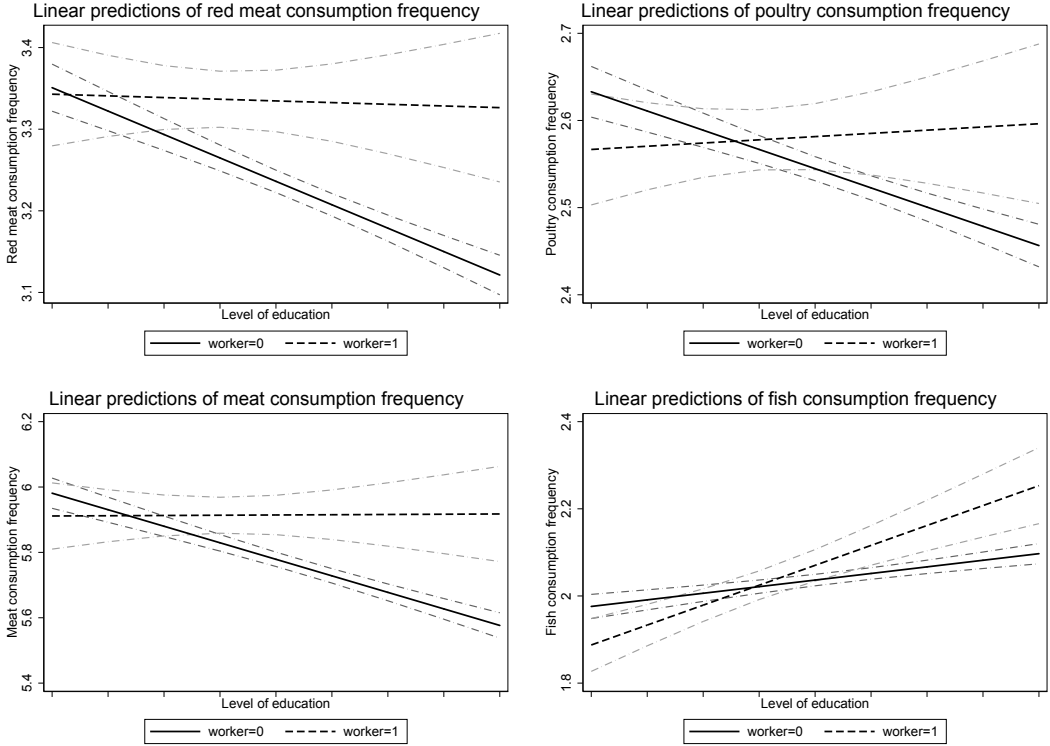 Linear predictions of red meat consumption frequency
Red meat consumption frequency
3.4
3.3
3.2
3.1
Level of education
worker=0 worker=1
Linear predictions of poultry consumption frequency
Poultry consumption frequency
2.7
2.6
2.5
2.4
Level of education
worker=0 worker=1
Linear predictions of meat consumption frequency
Meat consumption frequency
6.2
6
5.8
5.6
5.4
Level of education
worker=0 worker=1
Linear predictions of fish consumption frequency
Fish consumption frequency
2.4
2.2
2
1.8
Level of education
worker=0 worker=1